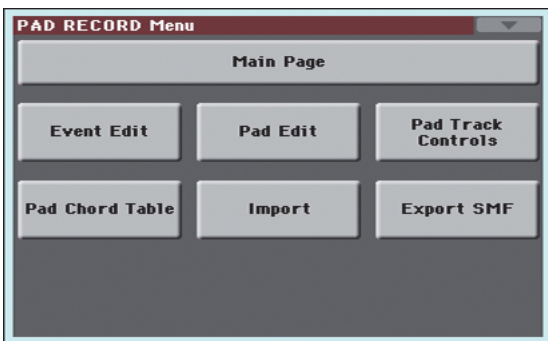 PAD RECORD Menu
Main Page
Event Edit
Pad Edit
Pad Track
Controls
Pad Chord Table
Import
Export SMF